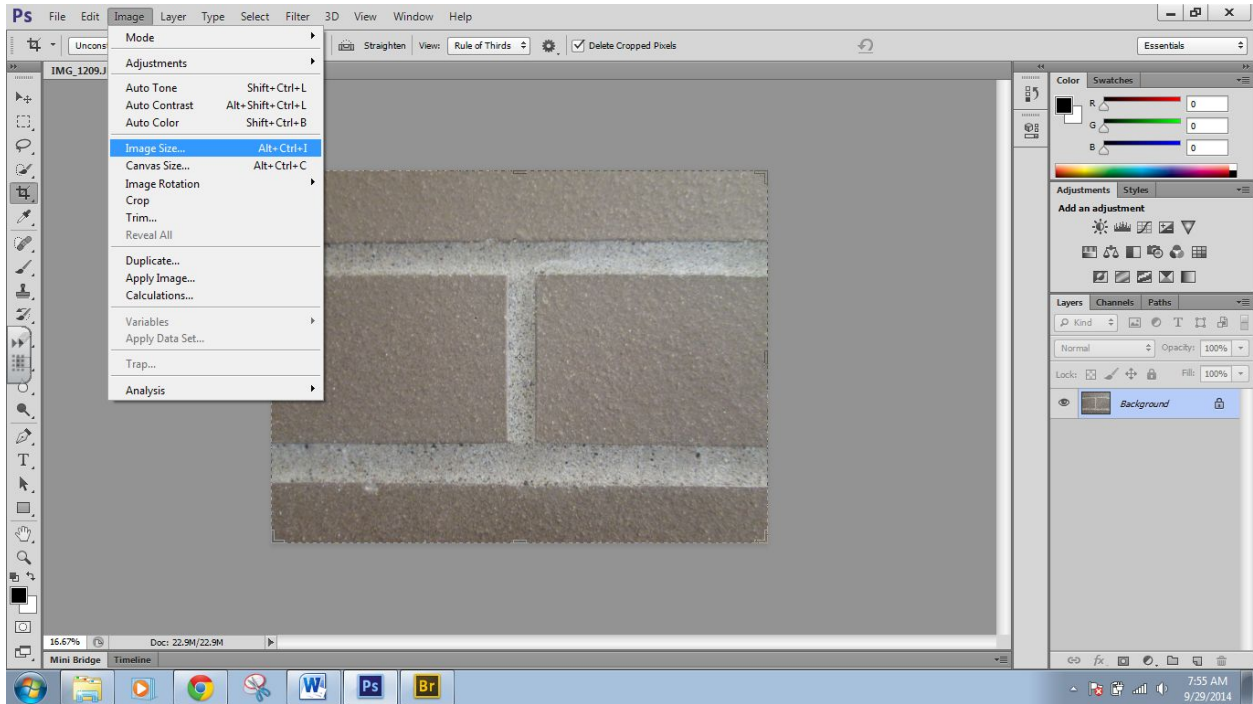 Ps File Edit Image Layer Type Select Filter 3D View Window Help
Uncons Straighten View: Rule of Thirds Delete Cropped Pixels Essentials
IMG_1209.J
Mode
Adjustments
Auto Tone Shift+Ctrl+L
Auto Contrast Alt+Shift+Ctrl+L
Auto Color Shift+Ctrl+B
Image Size... Alt+Ctrl+I
Canvas Size... Alt+Ctrl+C
Image Rotation
Crop
Trim...
Reveal All
Duplicate...
Apply Image...
Calculations...
Variables
Apply Data Set...
Trap...
Analysis
Color Swatches
R 0
G 0
B 0
Adjustments Styles
Add an adjustment
Layers Channels Paths
Kind
Normal Opacity: 100%
Lock: Fill: 100%
Background
16.67% Doc: 22.9M/22.9M
Mini Bridge Timeline
W Ps Br
7:55 AM
9/29/2014